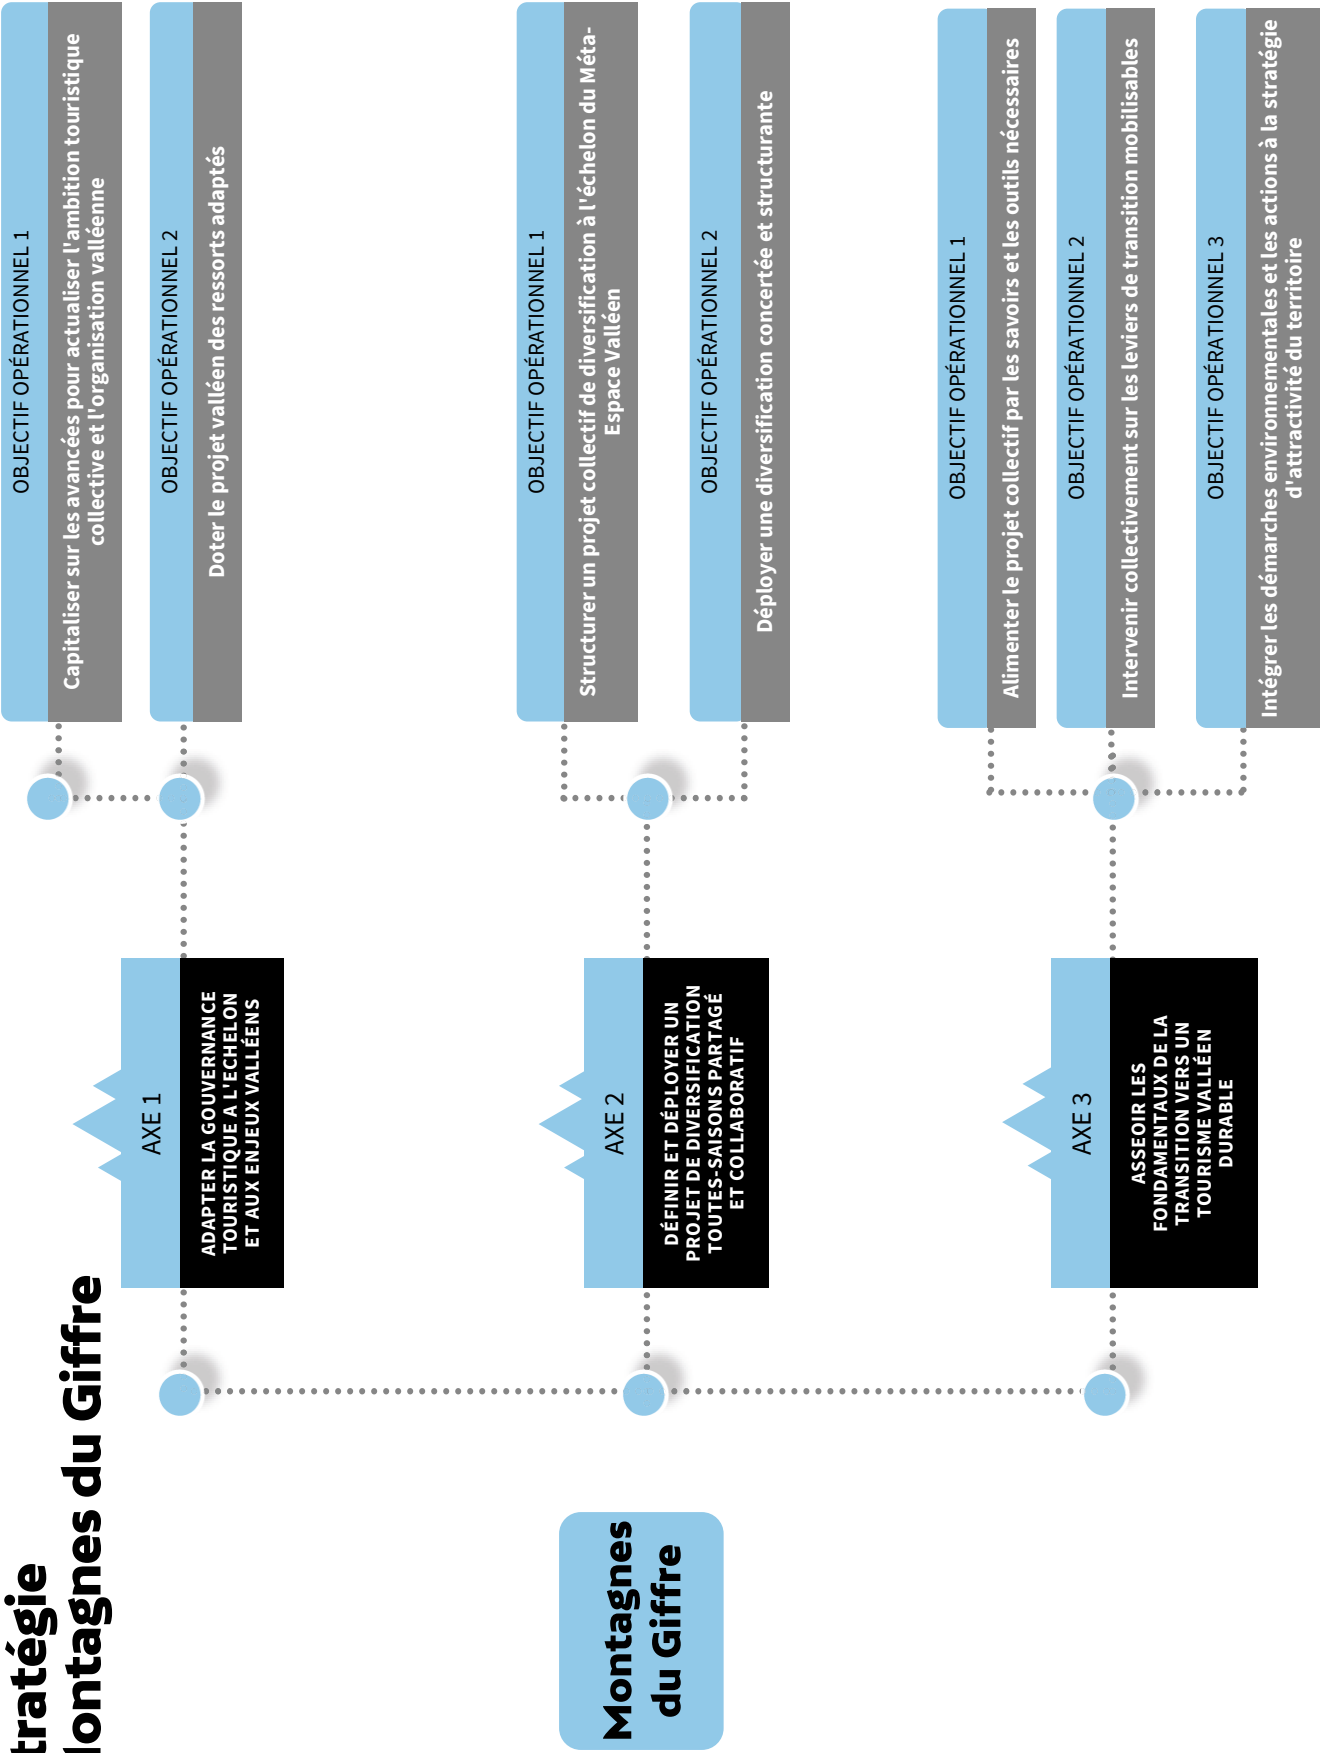 tratégie
ontagnes du Giffre
Montagnes
du Giffre
AXE 1
ADAPTER LA GOUVERNANCE
TOURISTIQUE A L'ECHELON
ET AUX ENJEUX VALLÉENS
OBJECTIF OPÉRATIONNEL 1
Capitaliser sur les avancées pour actualiser l'ambition touristique
collective et l'organisation valléenne
OBJECTIF OPÉRATIONNEL 2
Doter le projet valléen des ressorts adaptés
AXE 2
DÉFINIR ET DÉPLOYER UN
PROJET DE DIVERSIFICATION
TOUTES-SAISONS PARTAGÉ
ET COLLABORATIF
OBJECTIF OPÉRATIONNEL 1
Structurer un projet collectif de diversification à l'échelon du Méta-
Espace Valléen
OBJECTIF OPÉRATIONNEL 2
Déployer une diversification concertée et structurante
AXE 3
ASSEOIR LES
FONDAMENTAUX DE LA
TRANSITION VERS UN
TOURISME VALLÉEN
DURABLE
OBJECTIF OPÉRATIONNEL 1
Alimenter le projet collectif par les savoirs et les outils nécessaires
OBJECTIF OPÉRATIONNEL 2
Intervenir collectivement sur les leviers de transition mobilisables
OBJECTIF OPÉRATIONNEL 3
Intégrer les démarches environnementales et les actions à la stratégie
d'attractivité du territoire